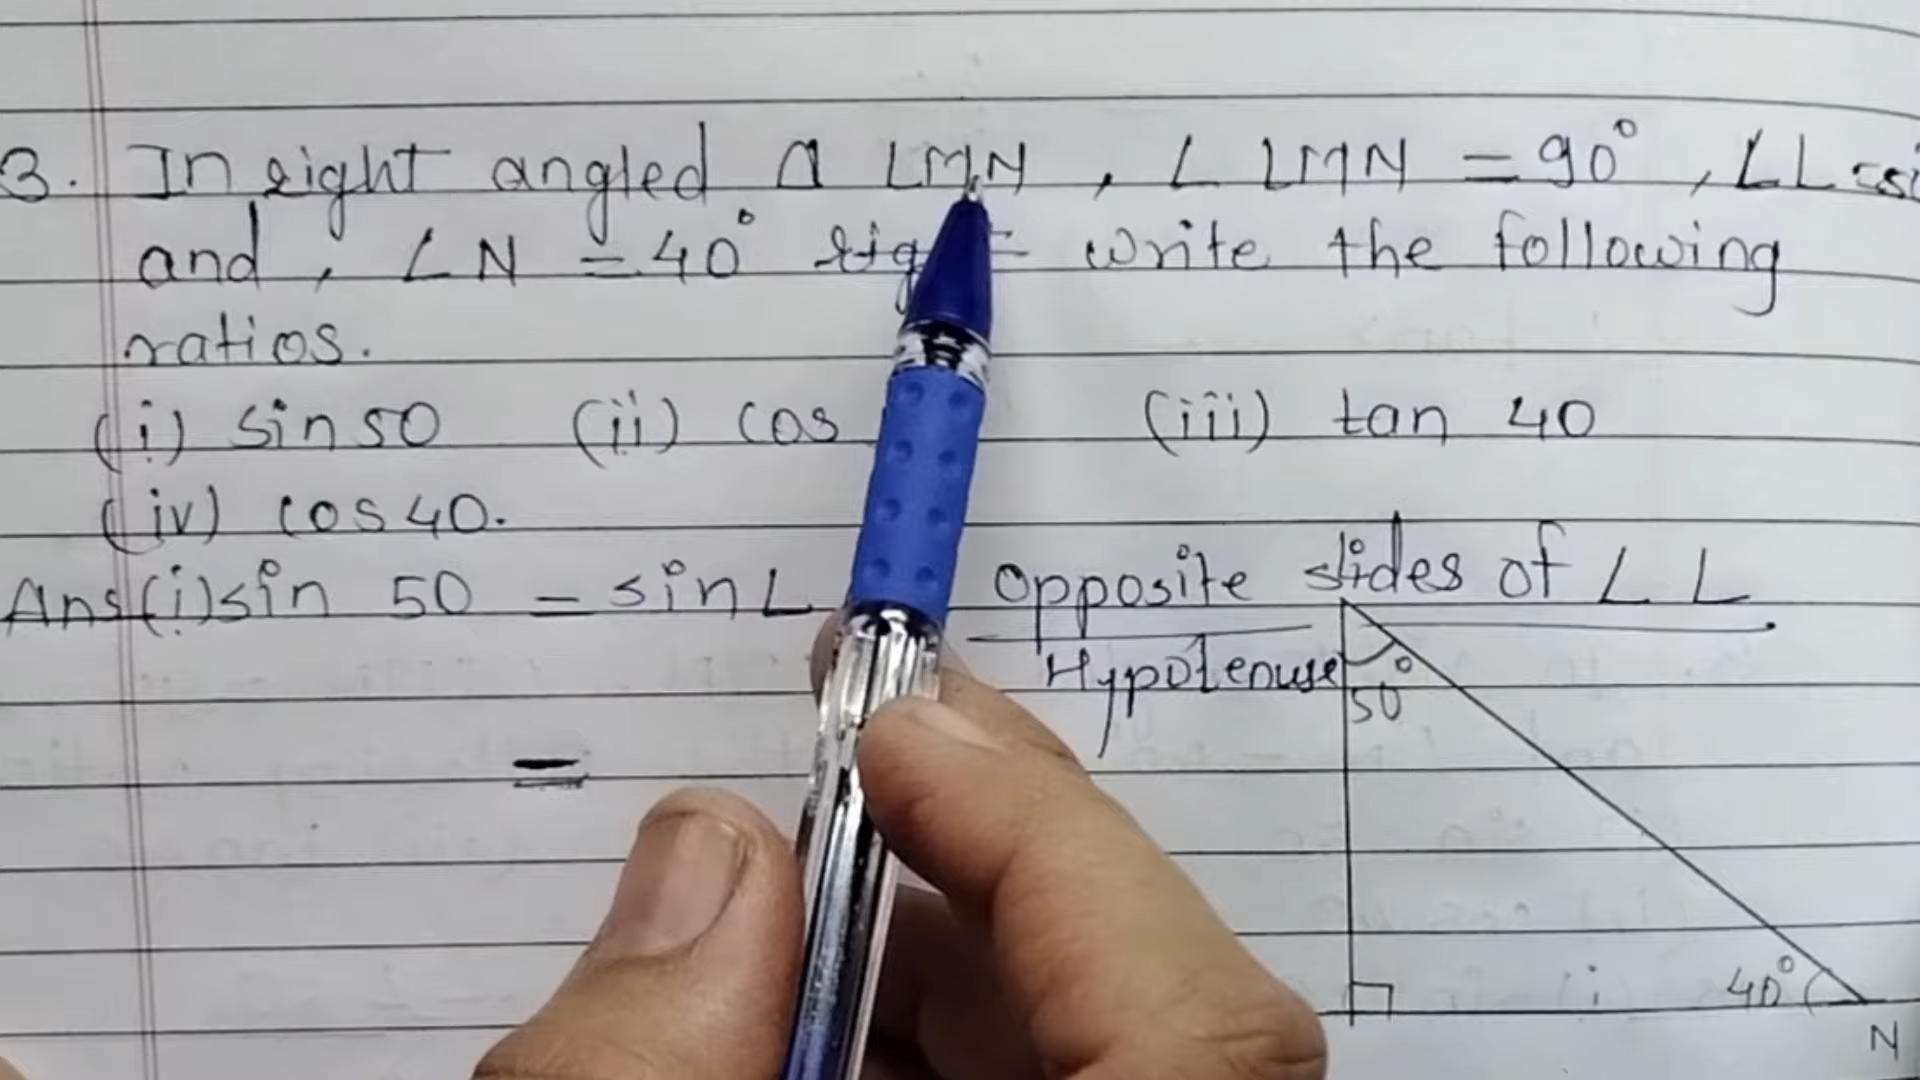 3. In right angled Δ LMN, ∠ LMN = 90°, ∠L =
and, ∠N = 40° write the following
ratios.
(i) sin 50 (ii) cos (iii) tan 40
(iv) cos 40.
Ans (i) sin 50 = sin L opposite sides of ∠ L
Hypotenuse
50°
=
40°
N